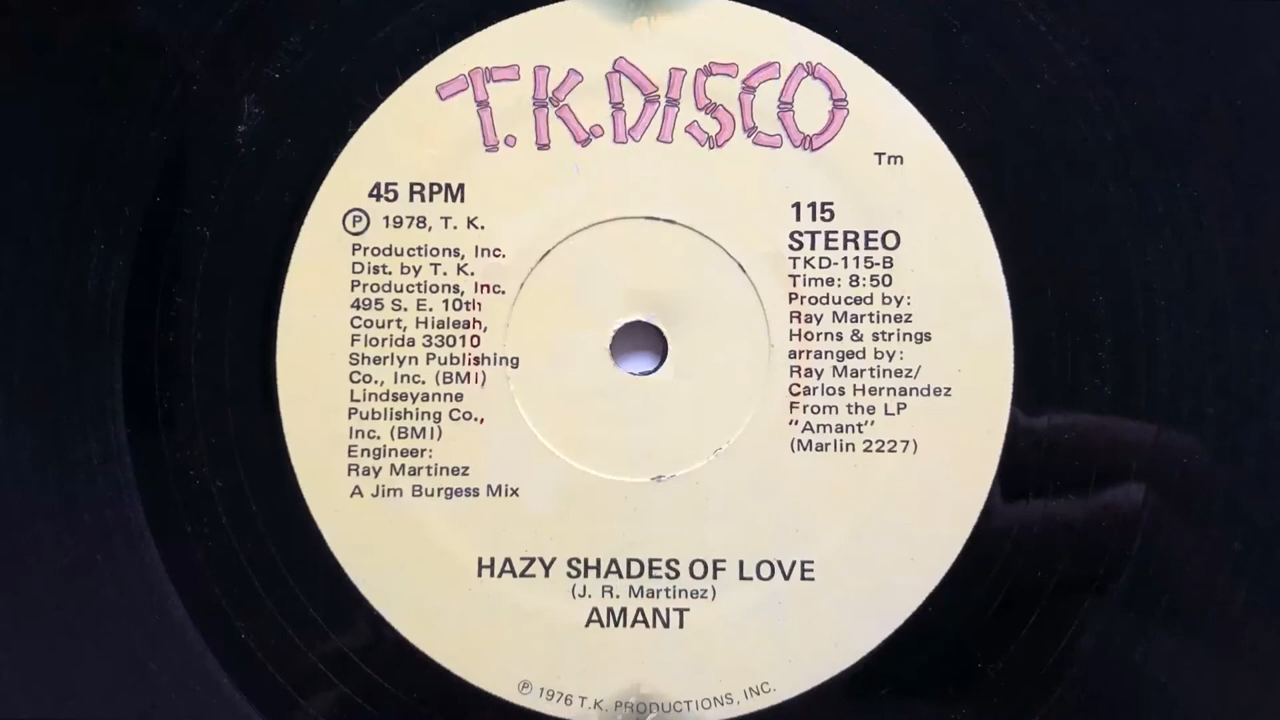 T.K.DISCO
Tm
45 RPM
Ⓟ 1978, T. K.
Productions, Inc.
Dist. by T. K.
Productions, Inc.
495 S. E. 10th
Court, Hialeah,
Florida 33010
Sherlyn Publishing
Co., Inc. (BMI)
Lindseyanne
Publishing Co.,
Inc. (BMI)
Engineer:
Ray Martinez
A Jim Burgess Mix
115
STEREO
TKD-115-B
Time: 8:50
Produced by:
Ray Martinez
Horns & strings
arranged by:
Ray Martinez/
Carlos Hernandez
From the LP
"Amant"
(Marlin 2227)
HAZY SHADES OF LOVE
(J. R. Martinez)
AMANT
Ⓟ 1976 T.K. PRODUCTIONS, INC.